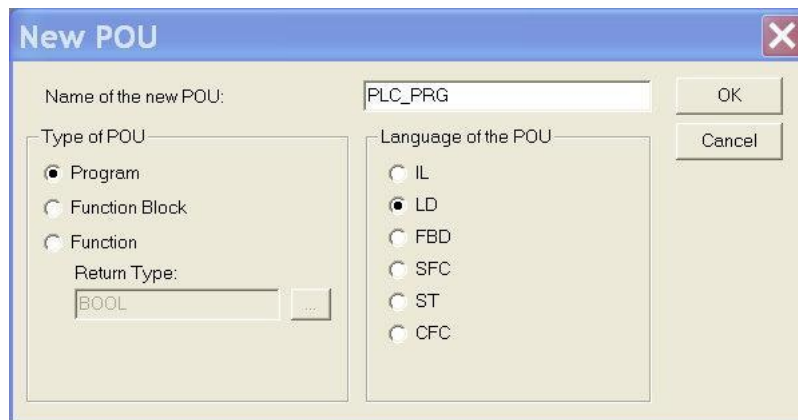 New POU
Name of the new POU:
PLC_PRG
OK
Cancel
Type of POU
Program
Function Block
Function
Return Type:
BOOL
...
Language of the POU
IL
LD
FBD
SFC
ST
CFC